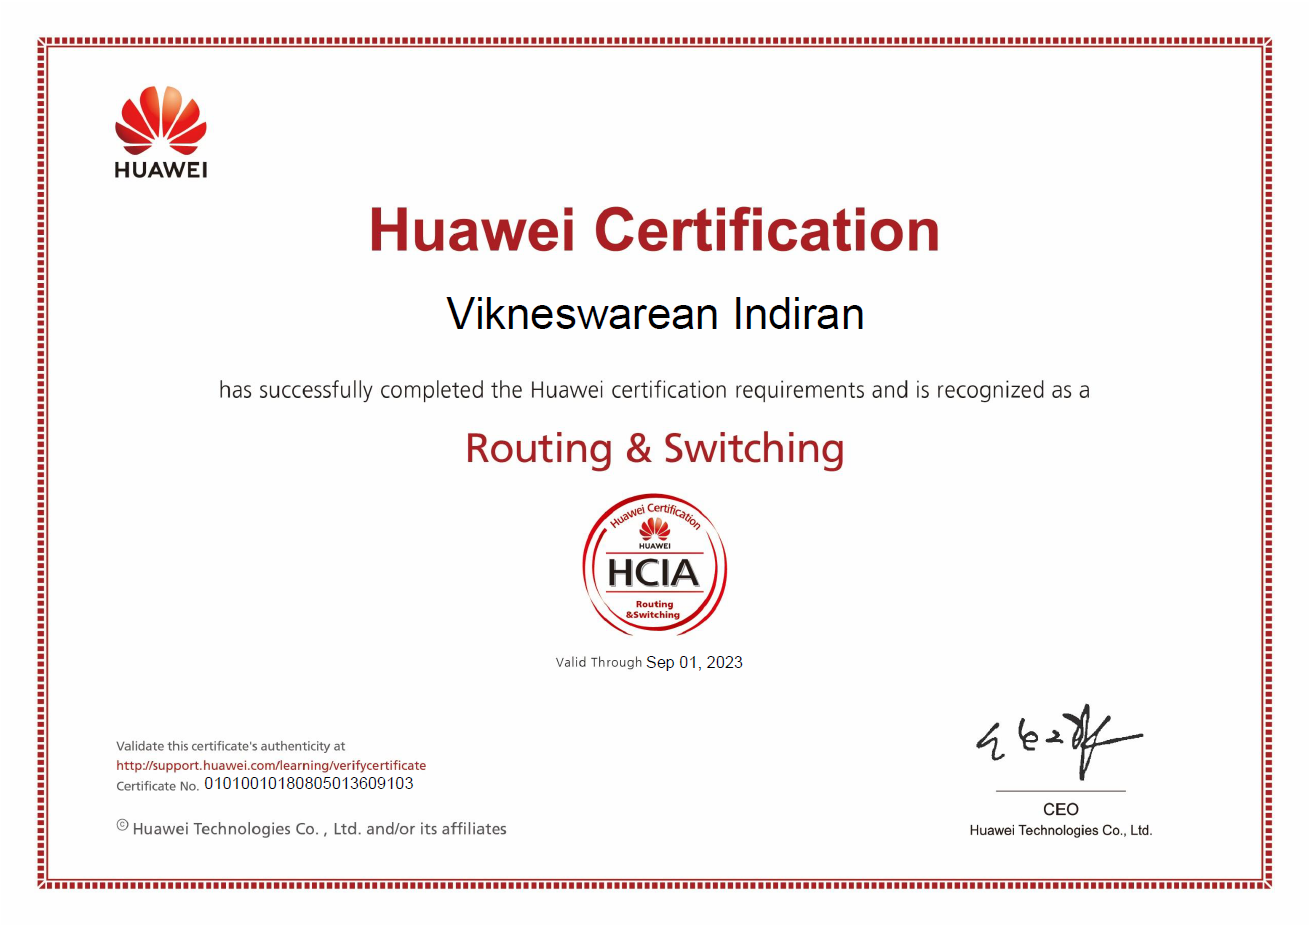 HUAWEI
Huawei Certification
Vikneswarean Indiran
has successfully completed the Huawei certification requirements and is recognized as a
Routing & Switching
Huawei Certification
HUAWEI
HCIA
Routing
&Switching
Valid Through Sep 01, 2023
Validate this certificate's authenticity at
http://support.huawei.com/learning/verifycertificate
Certificate No. 01010010180805013609103
© Huawei Technologies Co. , Ltd. and/or its affiliates
CEO
Huawei Technologies Co., Ltd.